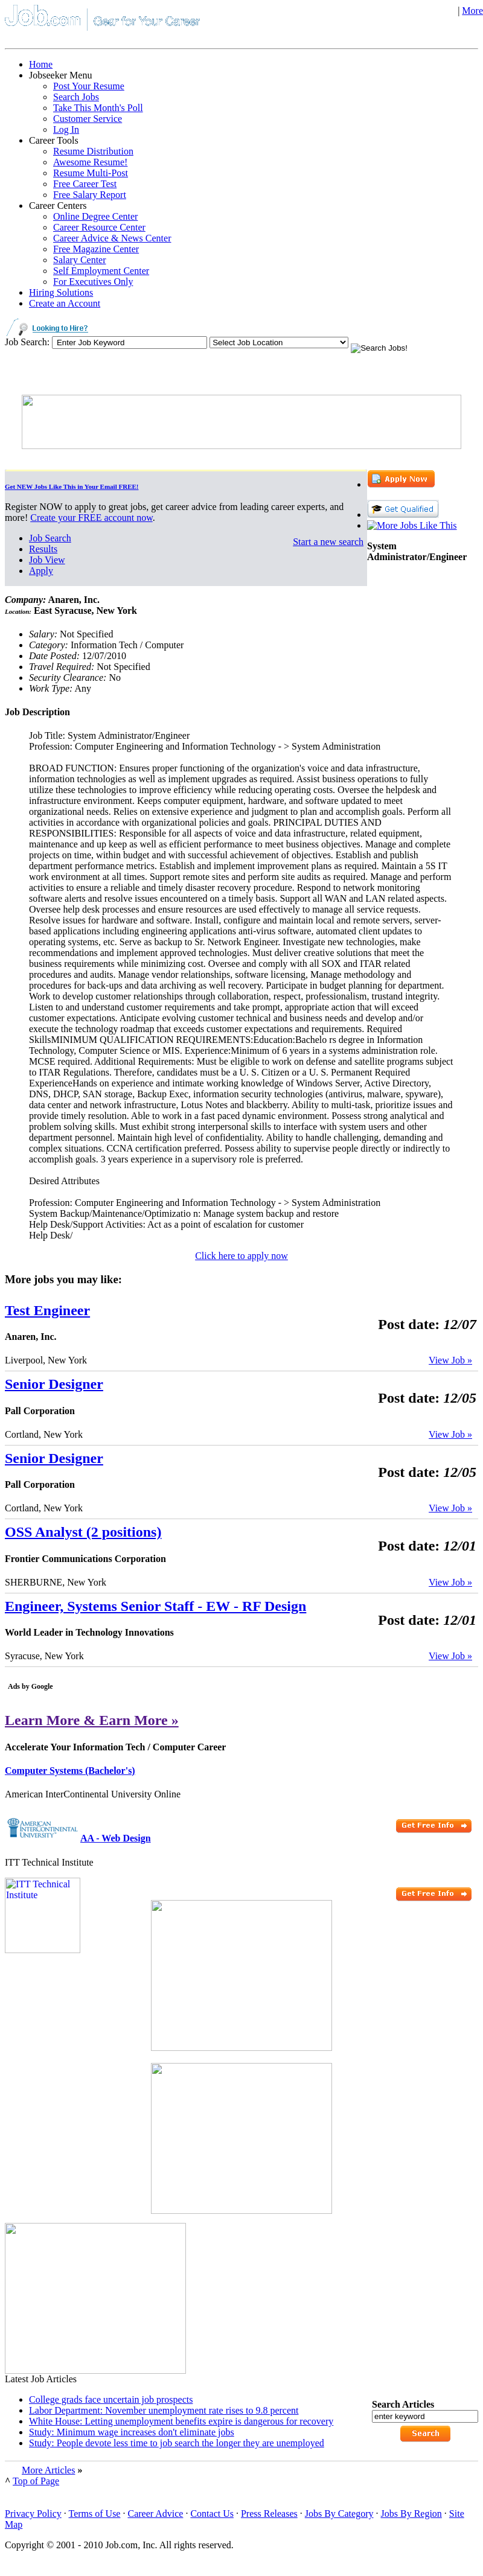 Job.com | Gear for Your Career
| More
Home
Jobseeker Menu
Post Your Resume
Search Jobs
Take This Month's Poll
Customer Service
Log In
Career Tools
Resume Distribution
Awesome Resume!
Resume Multi-Post
Free Career Test
Free Salary Report
Career Centers
Online Degree Center
Career Resource Center
Career Advice & News Center
Free Magazine Center
Salary Center
Self Employment Center
For Executives Only
Hiring Solutions
Create an Account
Looking to Hire?
Job Search: Enter Job Keyword Select Job Location Search Jobs!
Get NEW Jobs Like This in Your Email FREE!
Register NOW to apply to great jobs, get career advice from leading career experts, and
more! Create your FREE account now.
Job Search
Results
Job View
Apply
Start a new search
Apply Now
Get Qualified
More Jobs Like This
System
Administrator/Engineer
Company: Anaren, Inc.
Location: East Syracuse, New York
Salary: Not Specified
Category: Information Tech / Computer
Date Posted: 12/07/2010
Travel Required: Not Specified
Security Clearance: No
Work Type: Any
Job Description
Job Title: System Administrator/Engineer
Profession: Computer Engineering and Information Technology - > System Administration
BROAD FUNCTION: Ensures proper functioning of the organization's voice and data infrastructure,
information technologies as well as implement upgrades as required. Assist business operations to fully
utilize these technologies to improve efficiency while reducing operating costs. Oversee the helpdesk and
infrastructure environment. Keeps computer equipment, hardware, and software updated to meet
organizational needs. Relies on extensive experience and judgment to plan and accomplish goals. Perform all
activities in accordance with organizational policies and goals. PRINCIPAL DUTIES AND
RESPONSIBILITIES: Responsible for all aspects of voice and data infrastructure, related equipment,
maintenance and up keep as well as efficient performance to meet business objectives. Manage and complete
projects on time, within budget and with successful achievement of objectives. Establish and publish
department performance metrics. Establish and lead improvement activities as required. Maintain a 5S IT
work environment at all times. Support remote sites and perform site audits as required. Manage backup and
archiving of a reliable and timely disaster recovery procedure. Respond to network monitoring
software alerts and resolve issues encountered on a timely basis. Support all WAN and LAN related aspects.
Oversee help desk processes and ensure resources are used effectively to manage all service requests.
Resolve issues in a timely manner. Install, configure and maintain local and remote servers, server-
based applications including engineering applications anti-virus software, automated client updates,
operating systems, etc. Serve as backup to Sr. Network Engineer. Investigate new technologies, make
recommendations and implement approved technologies. Must deliver creative solutions that meet the
business needs while minimizing cost. Oversee and comply with all SOX and ITAR related
procedures and audits. Manage vendor relationships, software licensing, Manage methodology and
procedures for back-ups and data archiving as well as recovery. Participate in budget planning for department.
Work to develop customer relationships through collaboration, respect, professionalism, trustand integrity.
Listen to and understand customer requirements and take prompt, effective action/mitigation that will
exceed customer expectations. Anticipate evolving customer technical and business needs and develop and/or
execute the technology roadmap that proactively exceeds customer expectations and requirements. Required
SkillsMINIMUM QUALIFICATION REQUIREMENTS:Education:Bachelo rs degree in Information
Technology, Computer Science or MIS. Experience:Minimum of 6 years in a systems administration role.
MCSE required. Additional Requirements: Must be eligible to work on defense and/or satellite programs subject
to ITAR Regulations. Therefore, candidates must be a U. S. Citizen or a U. S. Permanent Required
ExperienceHands on experience and intimate working knowledge of Windows Server, Active Directory,
DNS, DHCP, SAN storage, Backup Exec, information security technologies (antivirus, malware, spyware),
data center and network infrastructure, Lotus Notes and blackberry. Ability to multi-task, prioritize issues and
timely resolve problems. Able to work in a fast paced dynamic environment. Possess strong analytical and
problem solving skills. Must exhibit strong interpersonal skills to interface with system users and other
department personnel. Maintain high level of confidentiality. Ability to handle challenging, demanding and
complex situations. CCNA certification preferred. Possess ability to supervise people directly or indirectly to
accomplish goals. 3 year s experience in a supervisory role is preferred.
Desired Attributes
Profession: Computer Engineering and Information Technology - > System Administration
System Backup/Maintenance/Optimizatio n: Manage system backup and restore
Help Desk/Support Activities: Act as a point of escalation for customer
Help Desk/
Click here to apply now
More jobs you may like:
Test Engineer
Post date: 12/07
Anaren, Inc.
Liverpool, New York View Job »
Senior Designer
Post date: 12/05
Pall Corporation
Cortland, New York View Job »
Senior Designer
Post date: 12/05
Pall Corporation
Cortland, New York View Job »
OSS Analyst (2 positions)
Post date: 12/01
Frontier Communications Corporation
SHERBURNE, New York View Job »
Engineer, Systems Senior Staff - EW - RF Design
Post date: 12/01
World Leader in Technology Innovations
Syracuse, New York View Job »
Ads by Google
Learn More & Earn More »
Accelerate Your Information Tech / Computer Career
Computer Systems (Bachelor's)
American InterContinental University Online
AMERICAN INTERCONTINENTAL UNIVERSITY
Get Free Info
AA - Web Design
ITT Technical Institute
ITT Technical Institute
Get Free Info
Latest Job Articles
College grads face uncertain job prospects
Labor Department: November unemployment rate rises to 9.8 percent
White House: Letting unemployment benefits expire is dangerous for recovery
Study: Minimum wage increases don't eliminate jobs
Study: People devote less time to job search the longer they are unemployed
Search Articles
enter keyword
Search
More Articles »
^ Top of Page
Privacy Policy · Terms of Use · Career Advice · Contact Us · Press Releases · Jobs By Category · Jobs By Region · Site
Map
Copyright © 2001 - 2010 Job.com, Inc. All rights reserved.